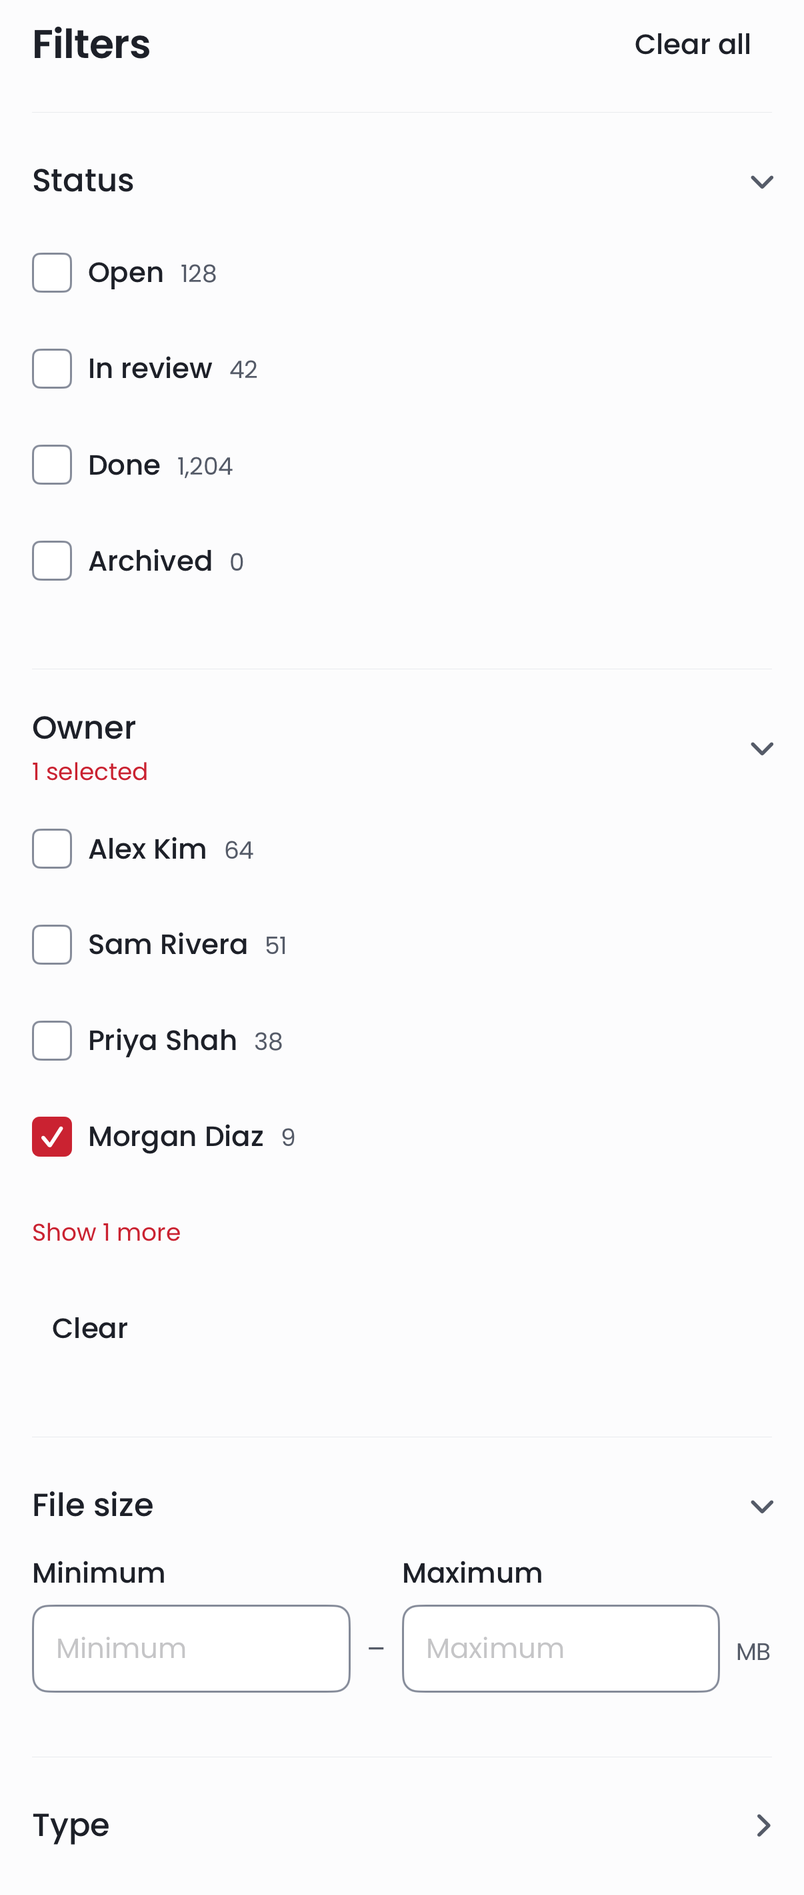 Filters Clear all
Status
Open 128
In review 42
Done 1,204
Archived 0
Owner
1 selected
Alex Kim 64
Sam Rivera 51
Priya Shah 38
Morgan Diaz 9
Show 1 more
Clear
File size
Minimum Maximum
Minimum – Maximum MB
Type